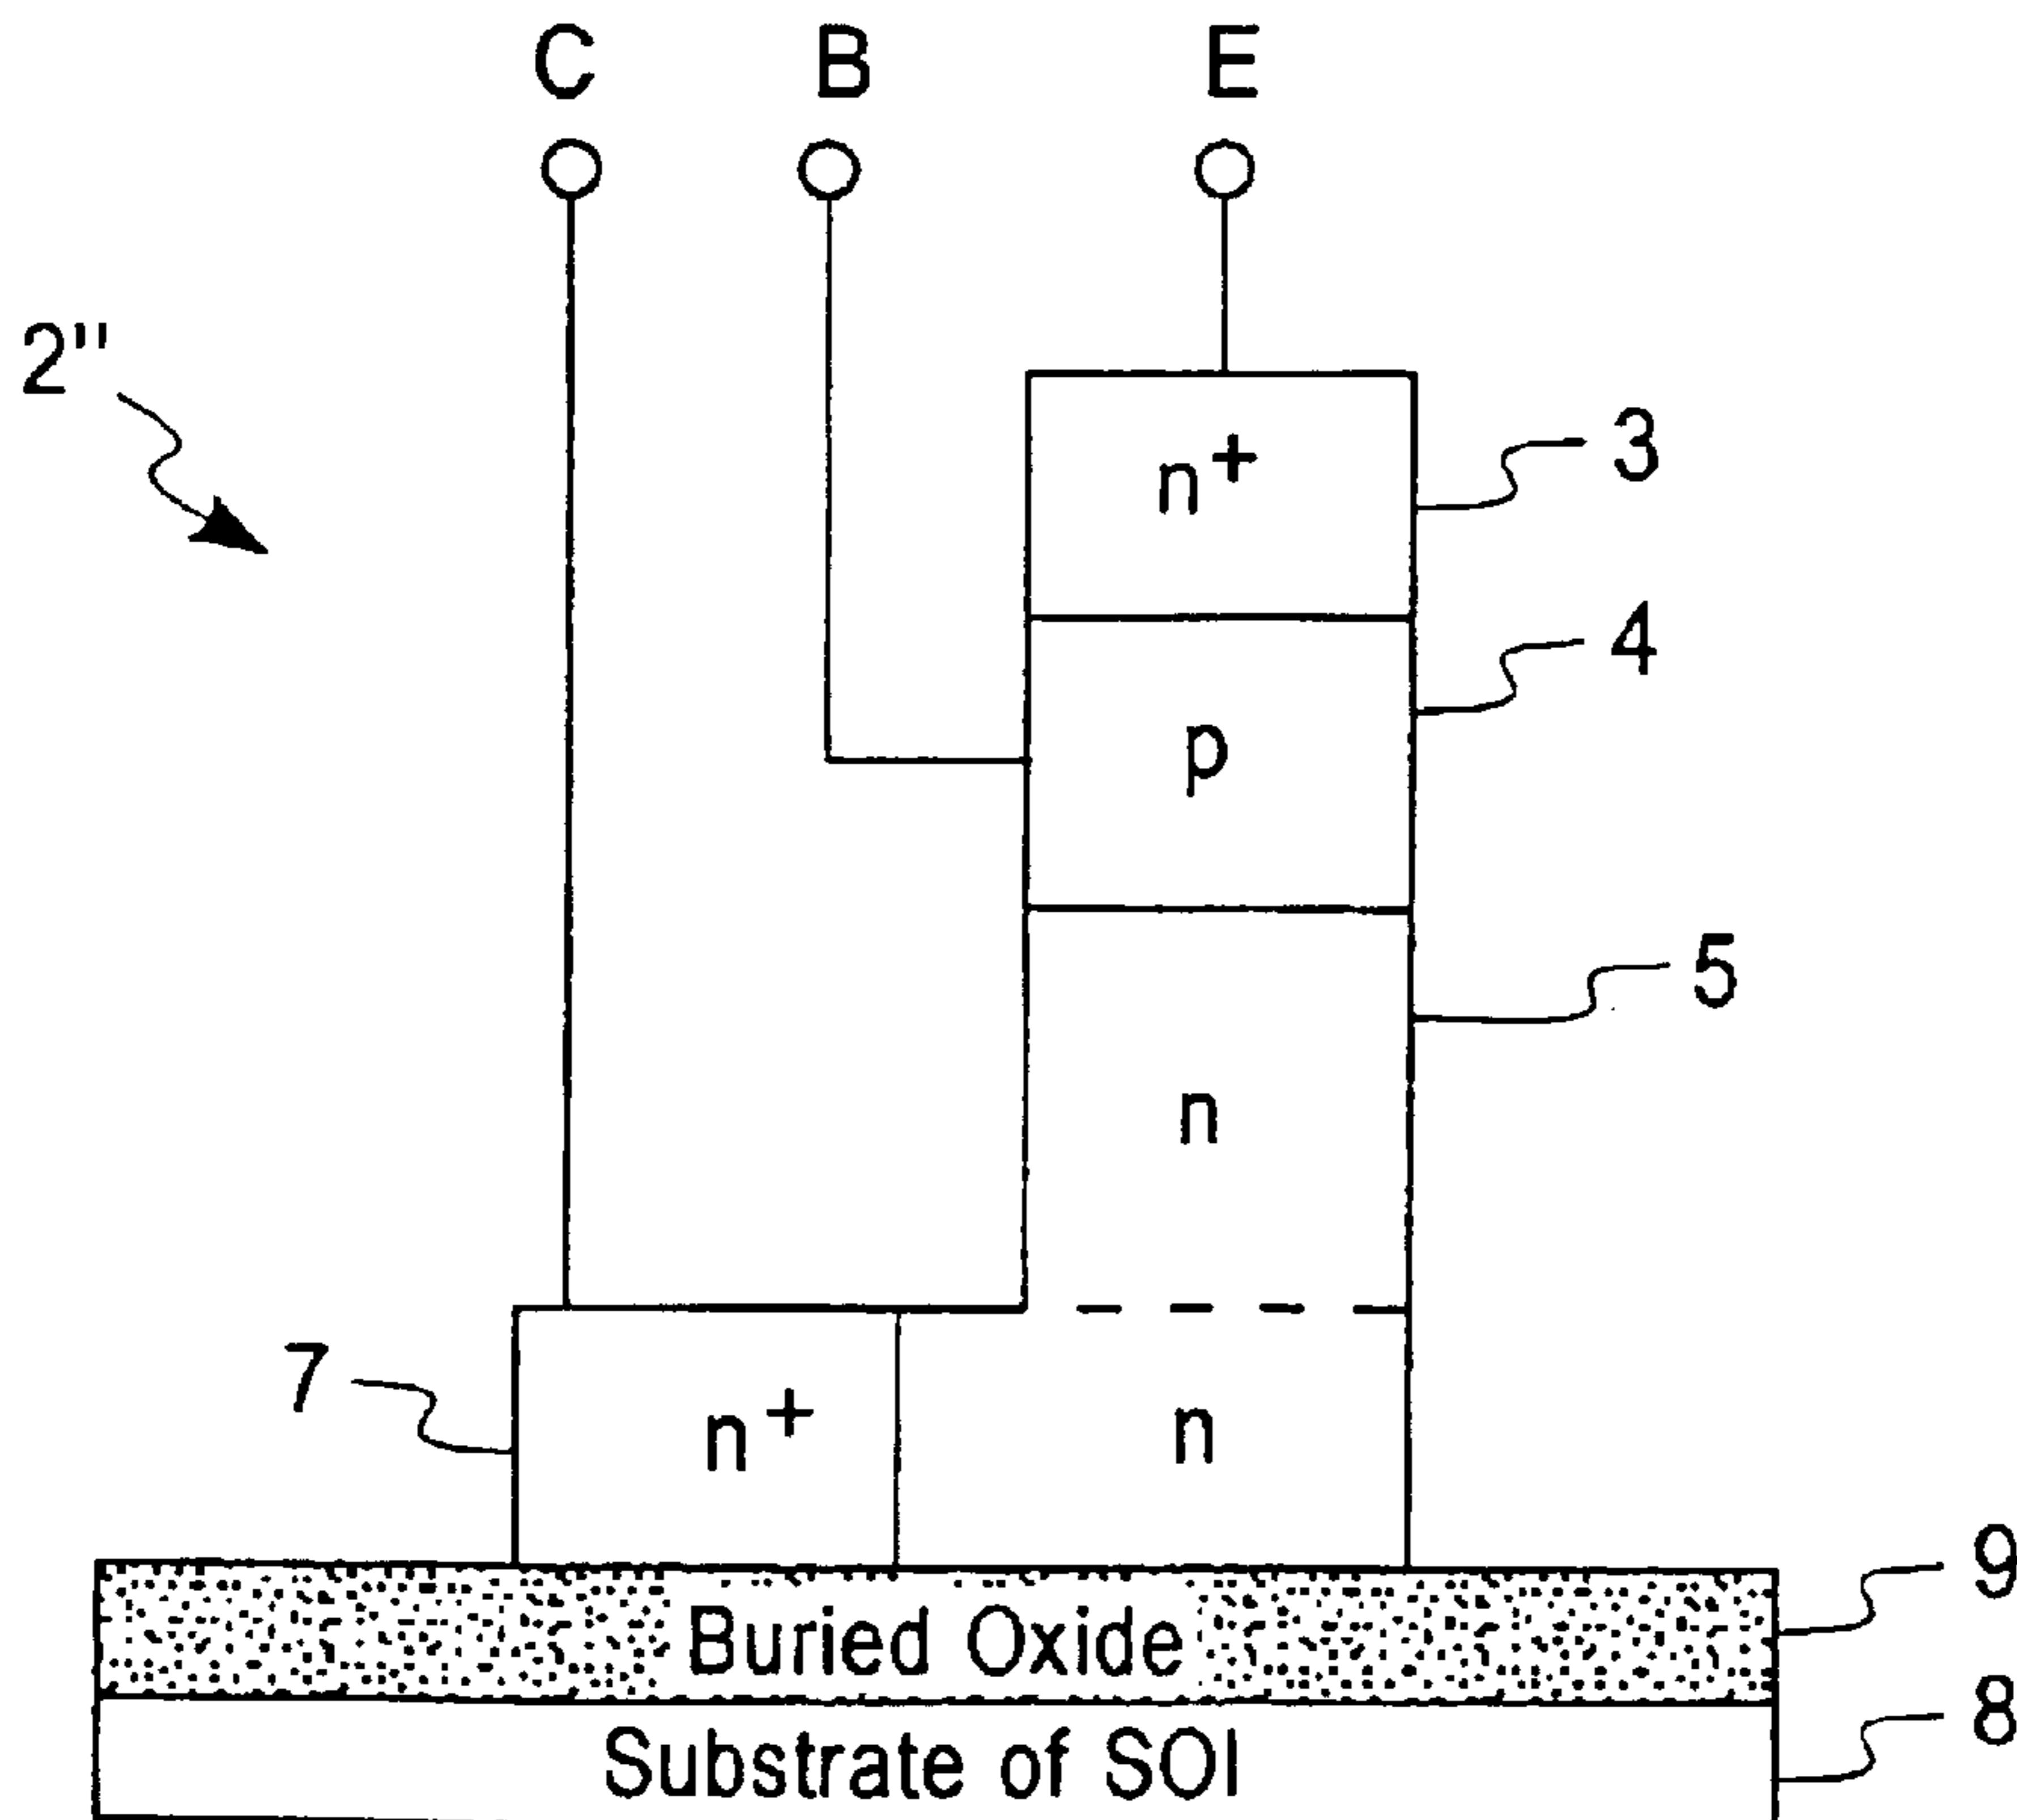 C B E
2"
n+ 3
p 4
5
n
7 n+ n
Buried Oxide 9
Substrate of SOI 8